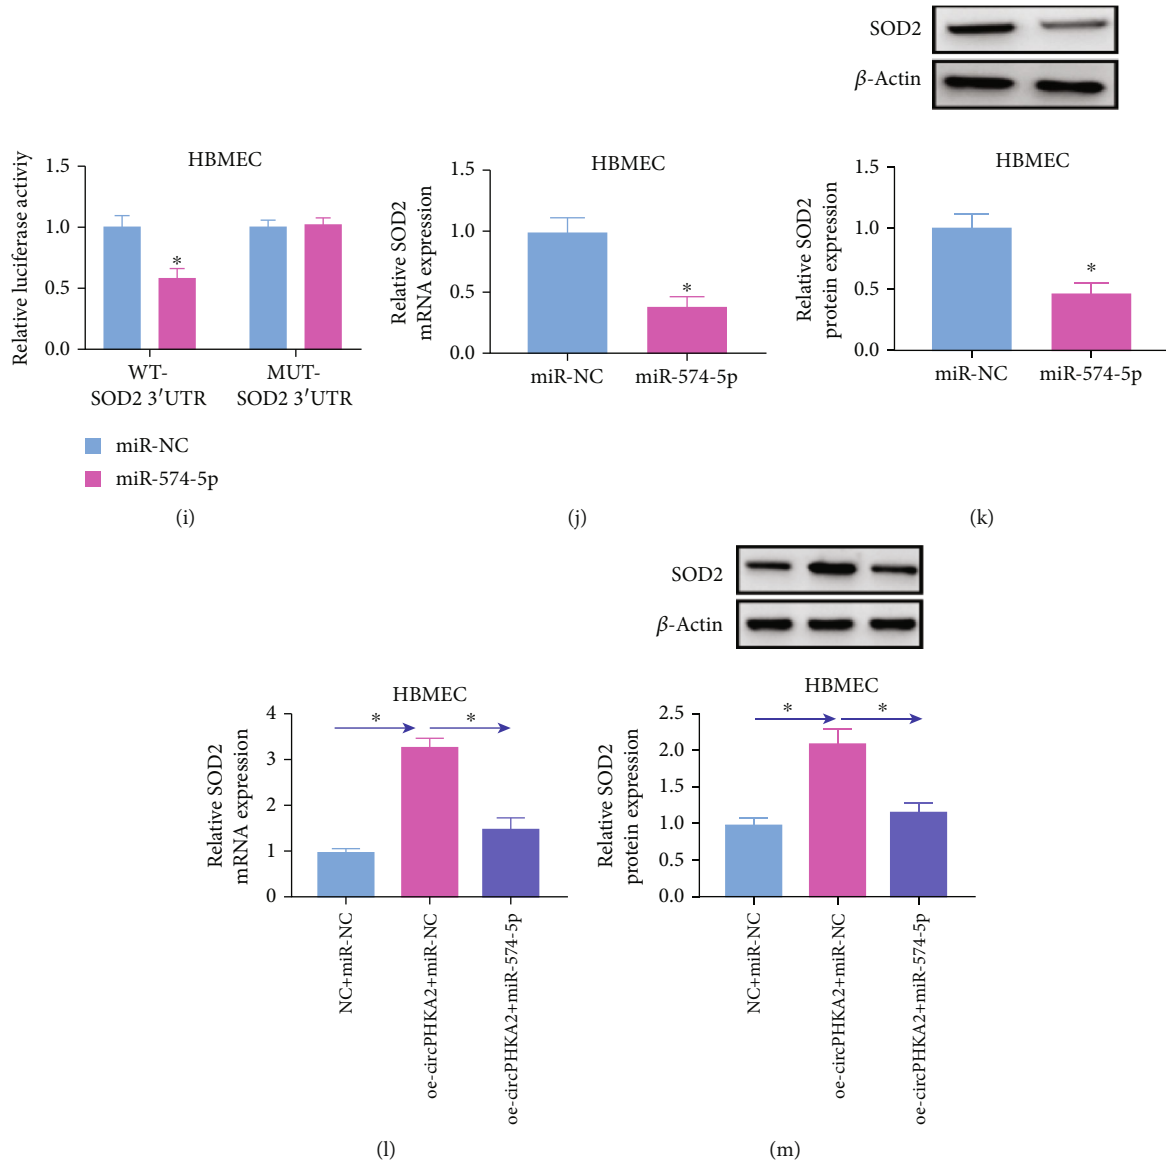 HBMEC
Relative luciferase activiy
1.5
1.0
0.5
0.0
*
WT-
SOD2 3′UTR
MUT-
SOD2 3′UTR
miR-NC
miR-574-5p
(i)
HBMEC
Relative SOD2
mRNA expression
1.5
1.0
0.5
0.0
*
miR-NC
miR-574-5p
(j)
SOD2
β-Actin
HBMEC
Relative SOD2
protein expression
1.5
1.0
0.5
0.0
*
miR-NC
miR-574-5p
(k)
HBMEC
Relative SOD2
mRNA expression
4
3
2
1
0
*
*
NC+miR-NC
oe-circPHKA2+miR-NC
oe-circPHKA2+miR-574-5p
(l)
SOD2
β-Actin
HBMEC
Relative SOD2
protein expression
2.5
2.0
1.5
1.0
0.5
0.0
*
*
NC+miR-NC
oe-circPHKA2+miR-NC
oe-circPHKA2+miR-574-5p
(m)